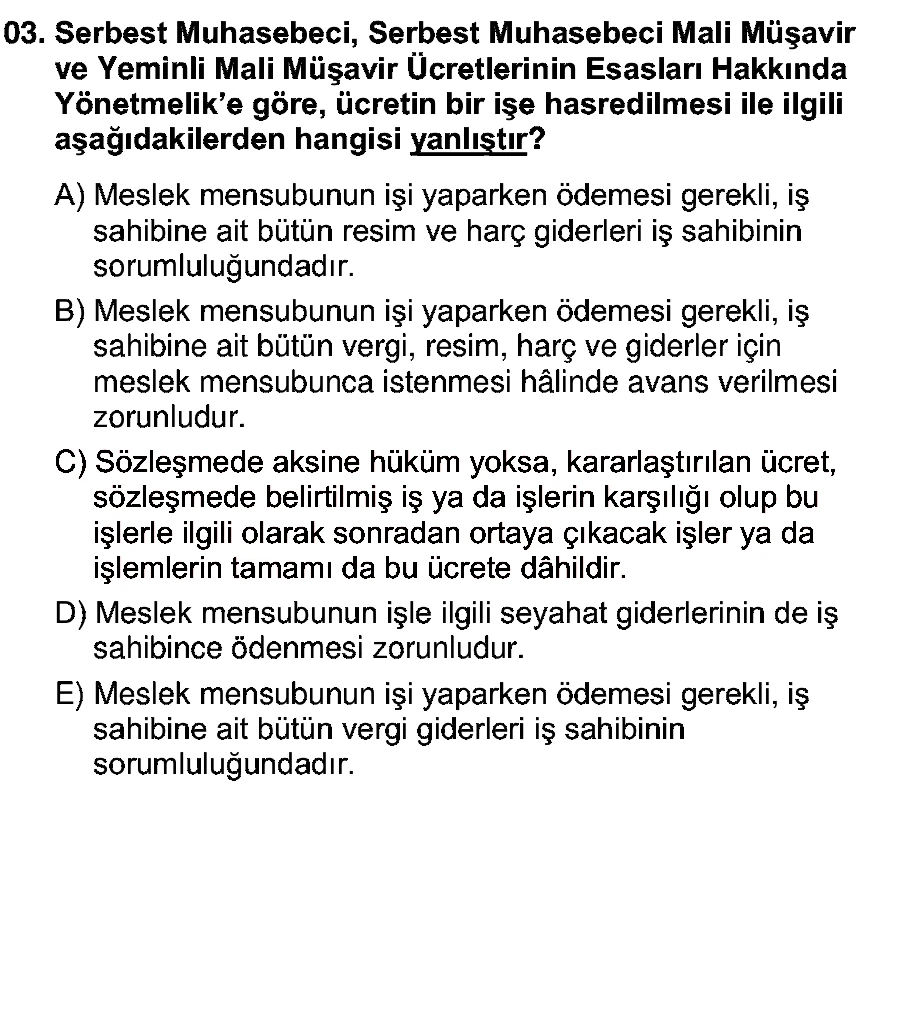 03. Serbest Muhasebeci, Serbest Muhasebeci Mali Müşavir
ve Yeminli Mali Müşavir Ücretlerinin Esasları Hakkında
Yönetmelik’e göre, ücretin bir işe hasredilmesi ile ilgili
aşağıdakilerden hangisi yanlıştır?
A) Meslek mensubunun işi yaparken ödemesi gerekli, iş
sahibine ait bütün resim ve harç giderleri iş sahibinin
sorumluluğundadır.
B) Meslek mensubunun işi yaparken ödemesi gerekli, iş
sahibine ait bütün vergi, resim, harç ve giderler için
meslek mensubunca istenmesi hâlinde avans verilmesi
zorunludur.
C) Sözleşmede aksine hüküm yoksa, kararlaştırılan ücret,
sözleşmede belirtilmiş iş ya da işlerin karşılığı olup bu
işlerle ilgili olarak sonradan ortaya çıkacak işler ya da
işlemlerin tamamı da bu ücrete dâhildir.
D) Meslek mensubunun işle ilgili seyahat giderlerinin de iş
sahibince ödenmesi zorunludur.
E) Meslek mensubunun işi yaparken ödemesi gerekli, iş
sahibine ait bütün vergi giderleri iş sahibinin
sorumluluğundadır.